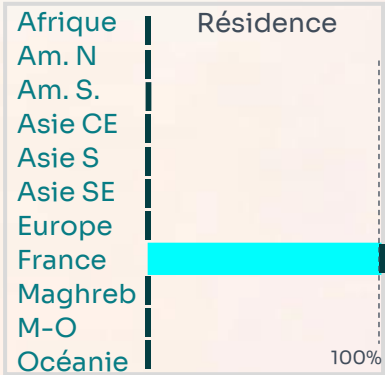 Afrique
Résidence
Am. N
Am. S.
Asie CE
Asie S
Asie SE
Europe
France
Maghreb
M-O
Océanie
100%